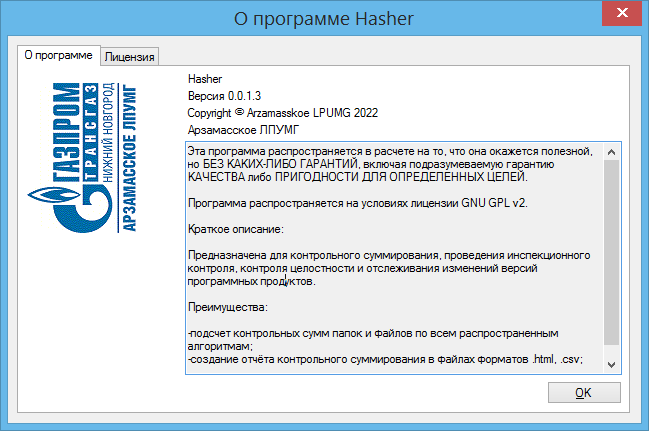 О программе Hasher
О программе
Лицензия
ГАЗПРОМ
ТРАНСГАЗ
НИЖНИЙ НОВГОРОД
АРЗАМАССКОЕ ЛПУМГ
Hasher
Версия 0.0.1.3
Copyright © Arzamasskoe LPUMG 2022
Арзамасское ЛПУМГ
Эта программа распространяется в расчете на то, что она окажется полезной,
но БЕЗ КАКИХ-ЛИБО ГАРАНТИЙ, включая подразумеваемую гарантию
КАЧЕСТВА либо ПРИГОДНОСТИ ДЛЯ ОПРЕДЕЛЕННЫХ ЦЕЛЕЙ.
Программа распространяется на условиях лицензии GNU GPL v2.
Краткое описание:
Предназначена для контрольного суммирования, проведения инспекционного
контроля, контроля целостности и отслеживания изменений версий
программных продуктов.
Преимущества:
-подсчет контрольных сумм папок и файлов по всем распространенным
алгоритмам;
-создание отчёта контрольного суммирования в файлах форматов .html, .csv;
OK